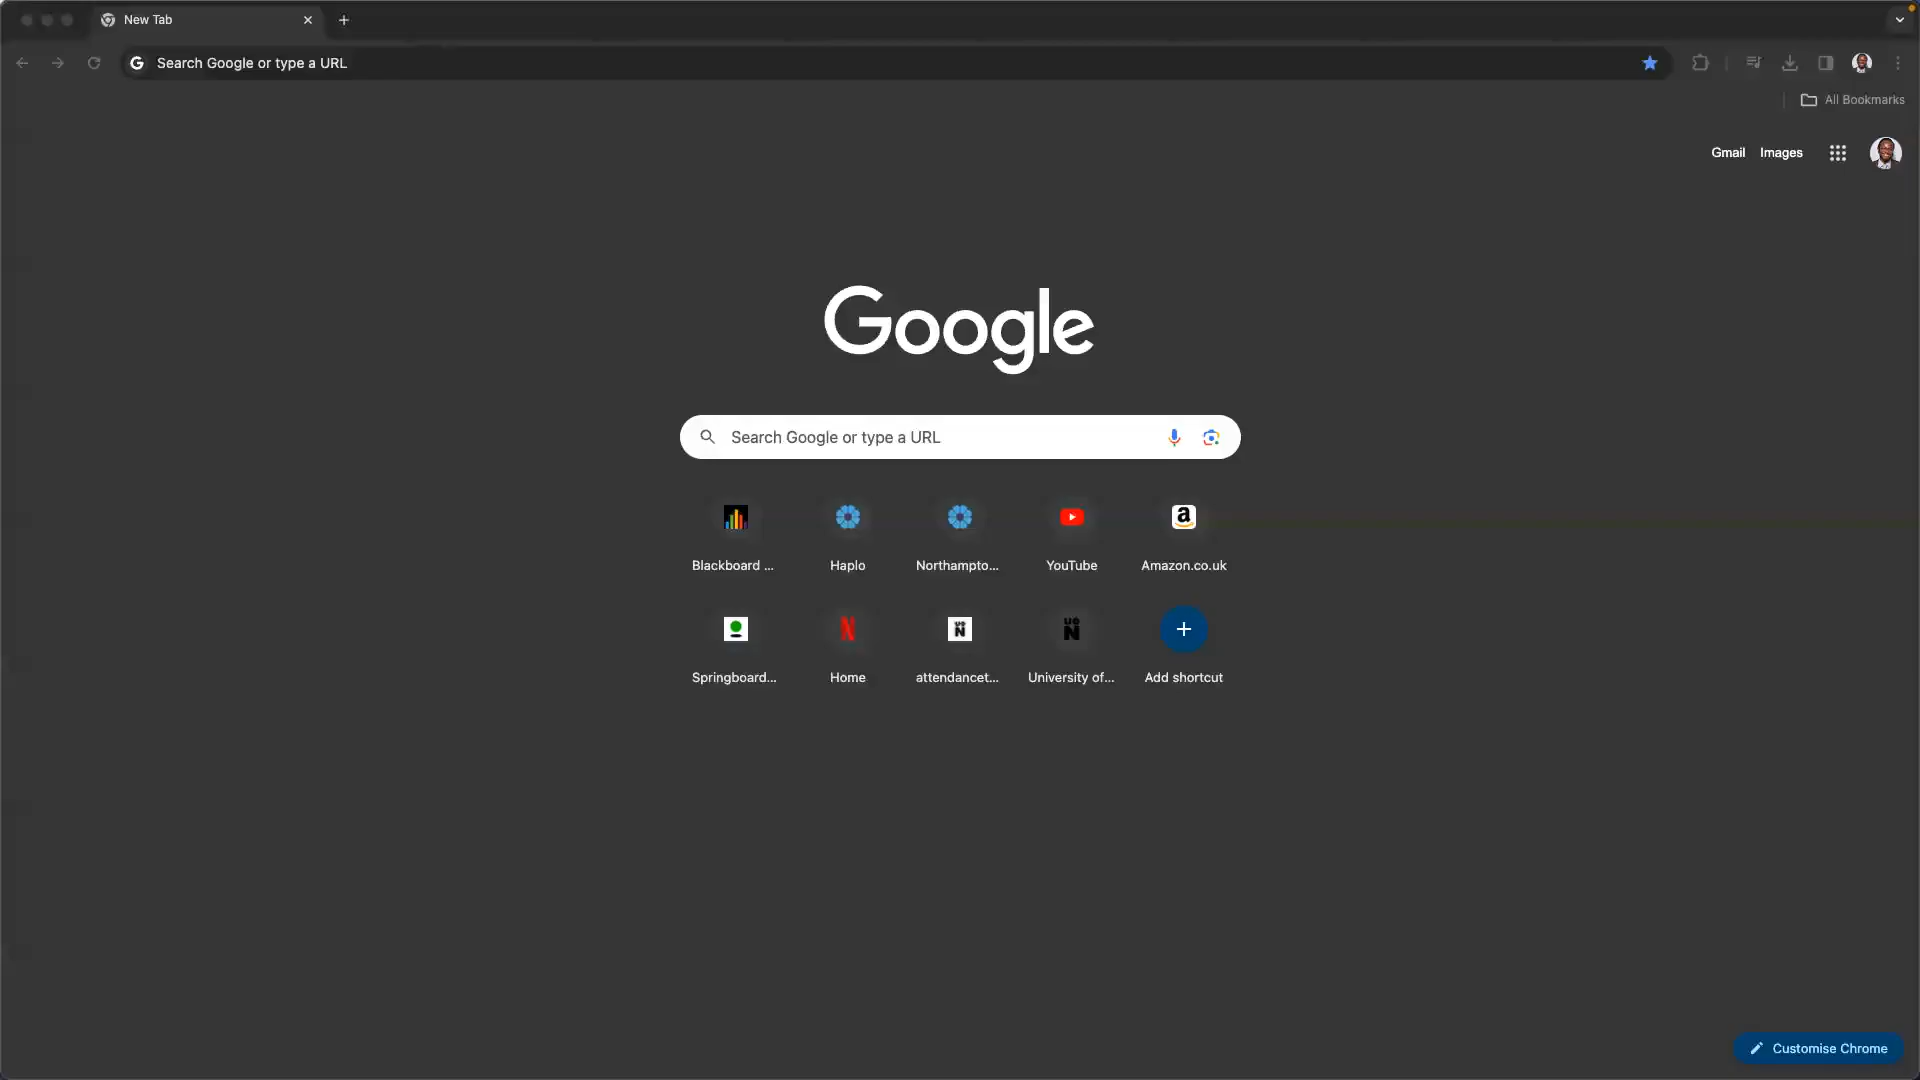 New Tab
Search Google or type a URL
All Bookmarks
Gmail Images
Google
Search Google or type a URL
Blackboard ... Haplo Northampto... YouTube Amazon.co.uk
Springboard... Home attendancet... University of... Add shortcut
Customise Chrome